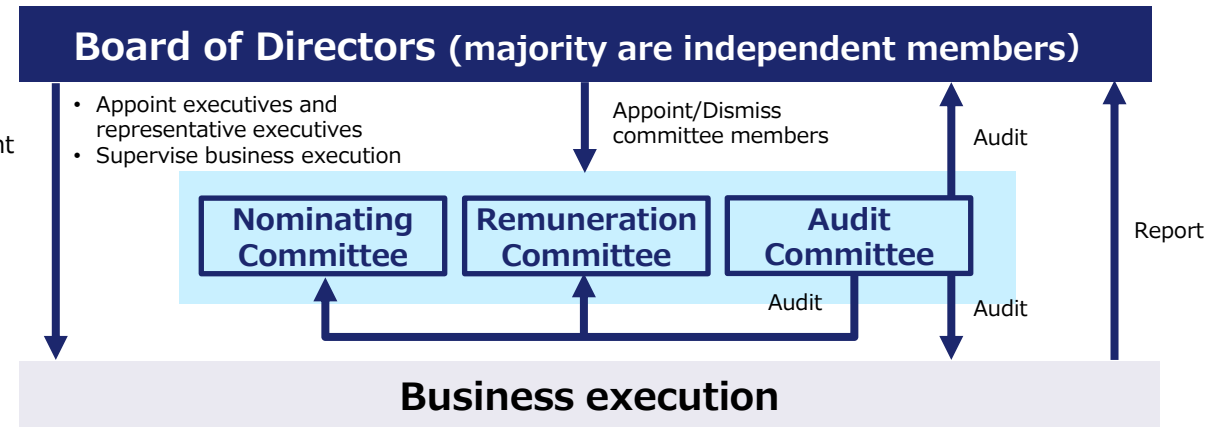 Board of Directors (majority are independent members）
• Appoint executives and
representative executives
• Supervise business execution
Appoint/Dismiss
committee members
Audit
Nominating
Committee
Remuneration
Committee
Audit
Committee
Report
Audit
Audit
Business execution